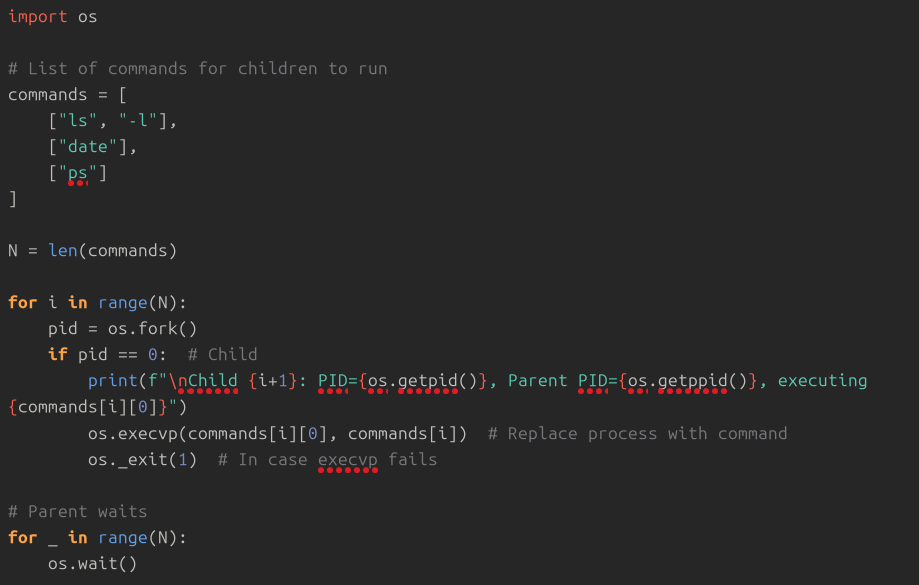 import os

# List of commands for children to run
commands = [
    ["ls", "-l"],
    ["date"],
    ["ps"]
]

N = len(commands)

for i in range(N):
    pid = os.fork()
    if pid == 0:  # Child
        print(f"\nChild {i+1}: PID={os.getpid()}, Parent PID={os.getppid()}, executing
{commands[i][0]}")
        os.execvp(commands[i][0], commands[i])  # Replace process with command
        os._exit(1)  # In case execvp fails

# Parent waits
for _ in range(N):
    os.wait()